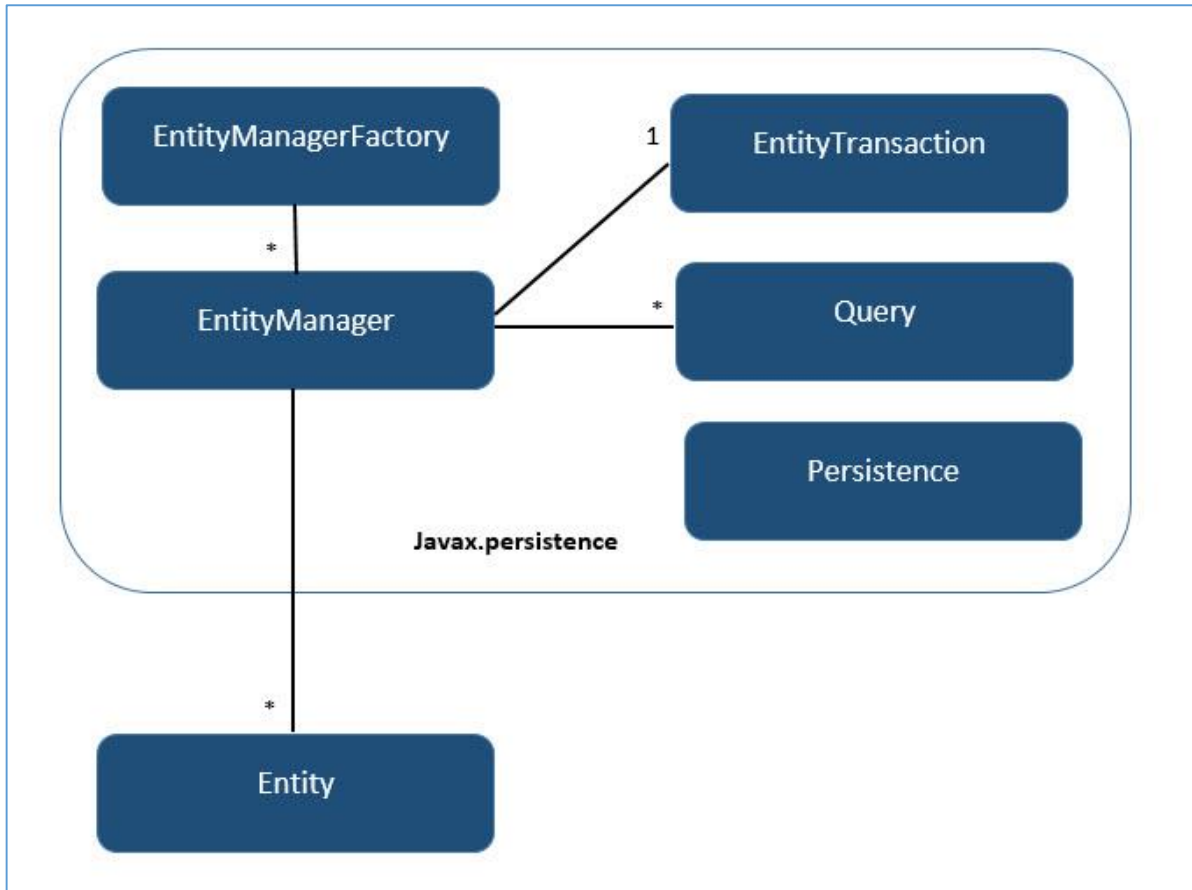 EntityManagerFactory
1
EntityTransaction
*
EntityManager
*
Query
Persistence
Javax.persistence
*
Entity